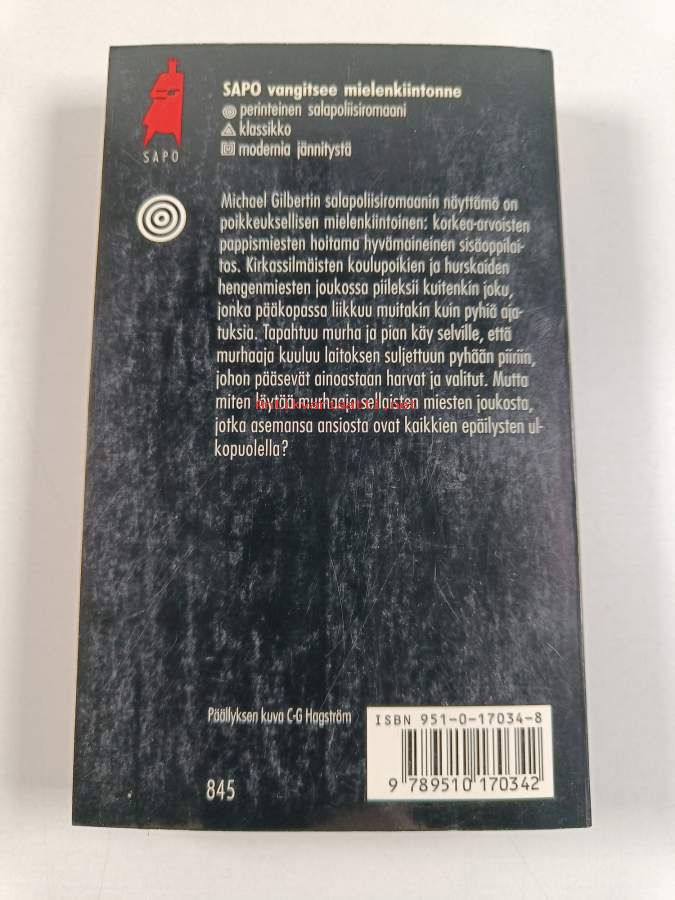 SAPO vangitsee mielenkiintonne
perinteinen salapoliisiromaani
klassikko
modernia jännitystä
SAPO
Michael Gilbertin salapoliisiromaanin näyttämö on
poikkeuksellisen mielenkiintoinen: korkea-arvoisten
pappismiesten hoitama hyvämaineinen sisäoppilai-
tos. Kirkassilmäisten koulupoikien ja hurskaiden
hengenmiesten joukossa piileksii kuitenkin joku,
jonka pääkopassa liikkuu muitakin kuin pyhiä aja-
tuksia. Tapahtuu murha ja pian käy selville, että
murhaaja kuuluu laitoksen suljettuun pyhään piiriin,
johon pääsevät ainoastaan harvat ja valitut. Mutta
miten löytää murhaaja sellaisten miesten joukosta,
jotka asemansa ansiosta ovat kaikkien epäilysten ul-
kopuolella?
Päällyksen kuva C-G Hagström
ISBN 951-0-17034-8
9 789510 170342
845